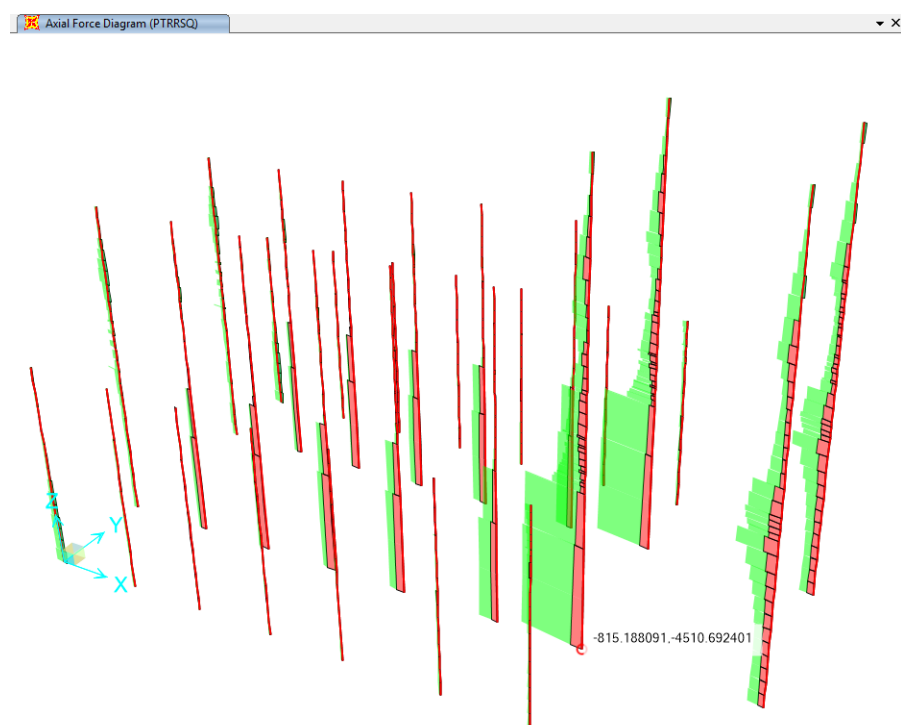 Axial Force Diagram (PTRRSQ)
Z
Y
X
-815.188091,-4510.692401